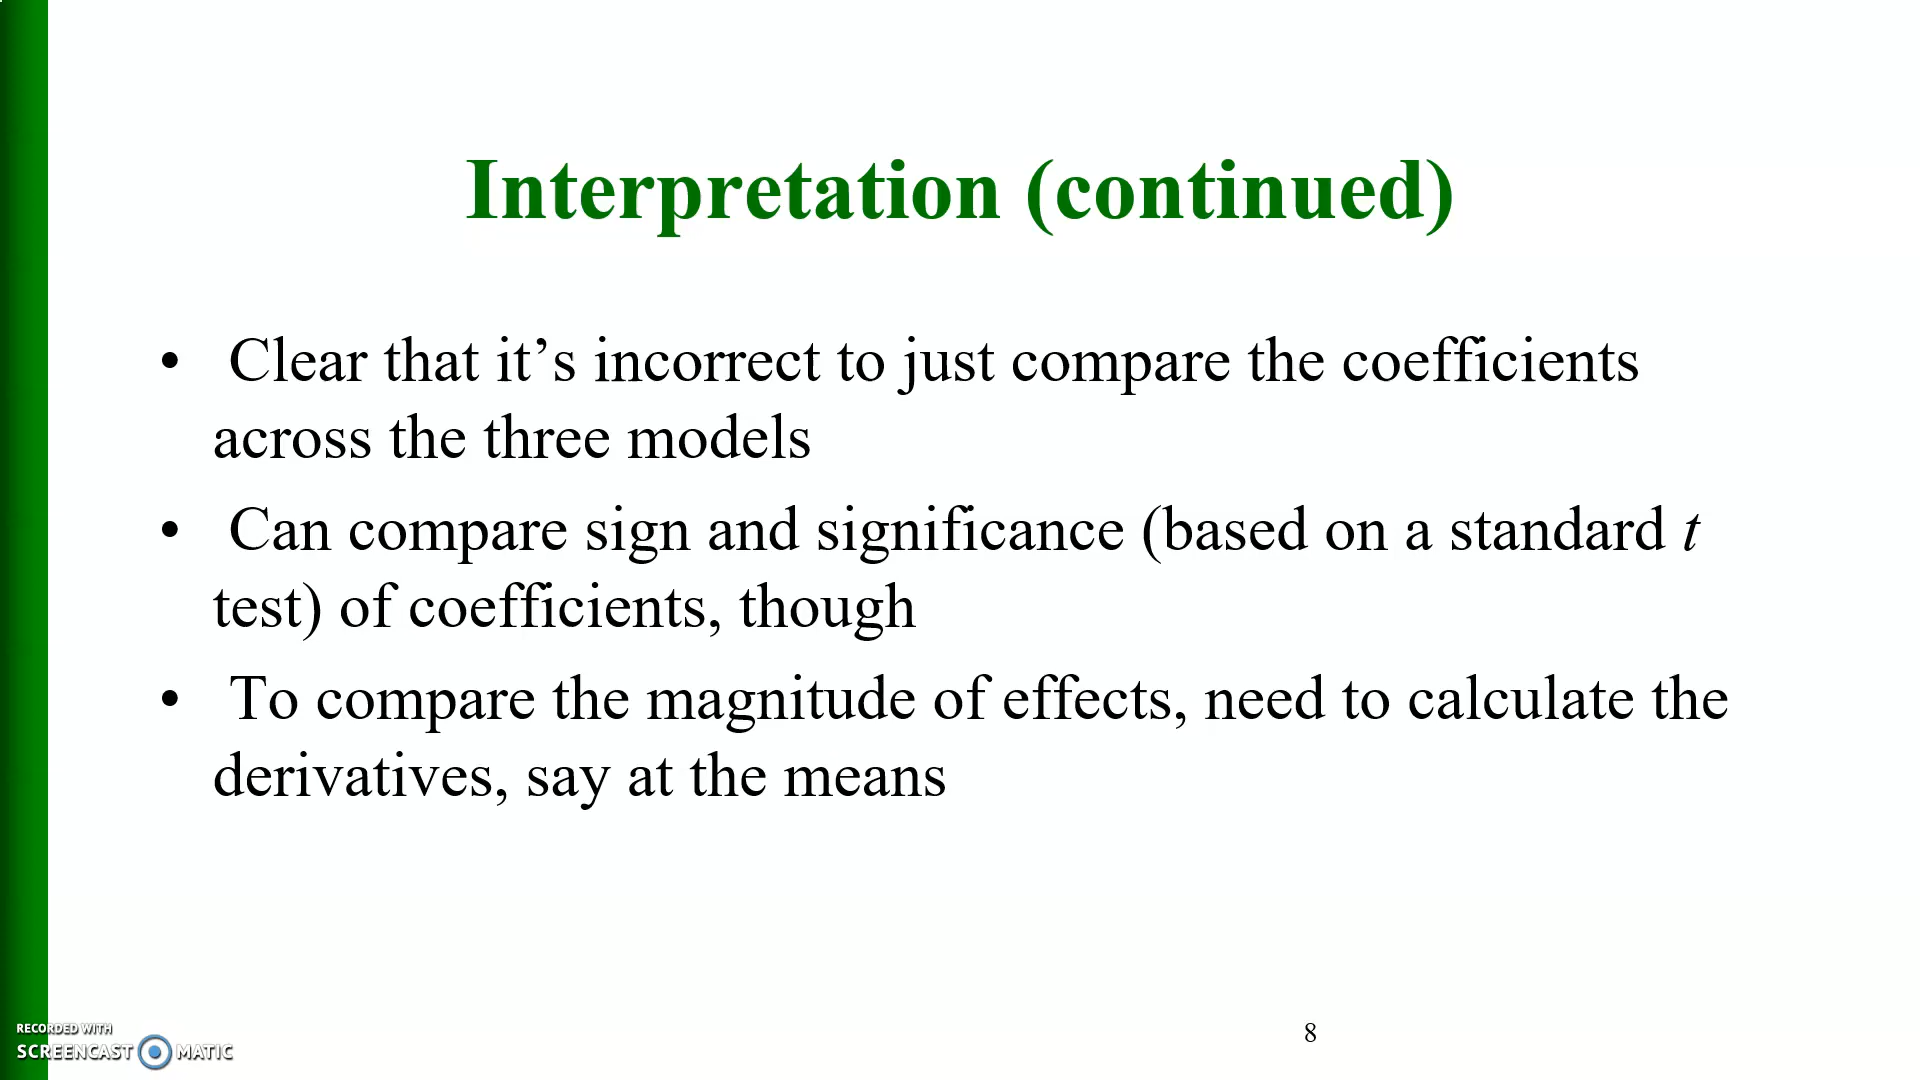 Interpretation (continued)
• Clear that it’s incorrect to just compare the coefficients
across the three models
• Can compare sign and significance (based on a standard t
test) of coefficients, though
• To compare the magnitude of effects, need to calculate the
derivatives, say at the means
RECORDED WITH
SCREENCAST MATIC
8